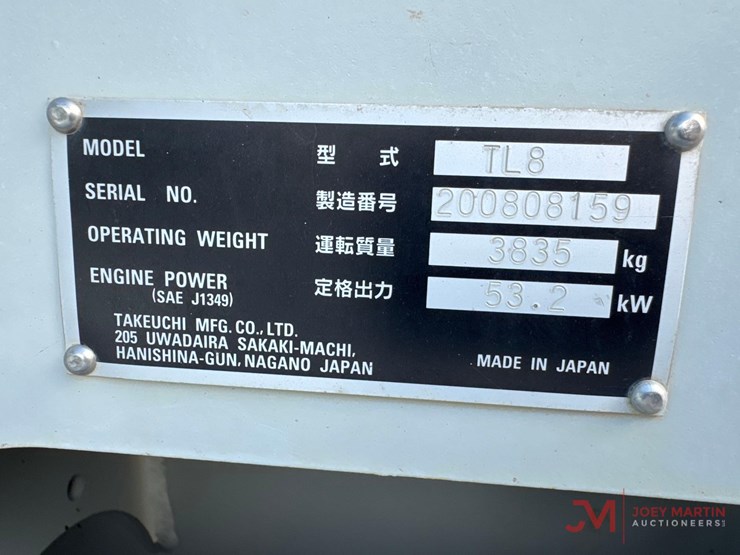 MODEL 型式 TL8
SERIAL NO. 製造番号 200808159
OPERATING WEIGHT 運転質量 3835 kg
ENGINE POWER 定格出力 53.2 kW
(SAE J1349)
TAKEUCHI MFG. CO., LTD.
205 UWADAIRA SAKAKI-MACHI,
HANISHINA-GUN, NAGANO JAPAN
MADE IN JAPAN
JM JOEY MARTIN
AUCTIONEERS